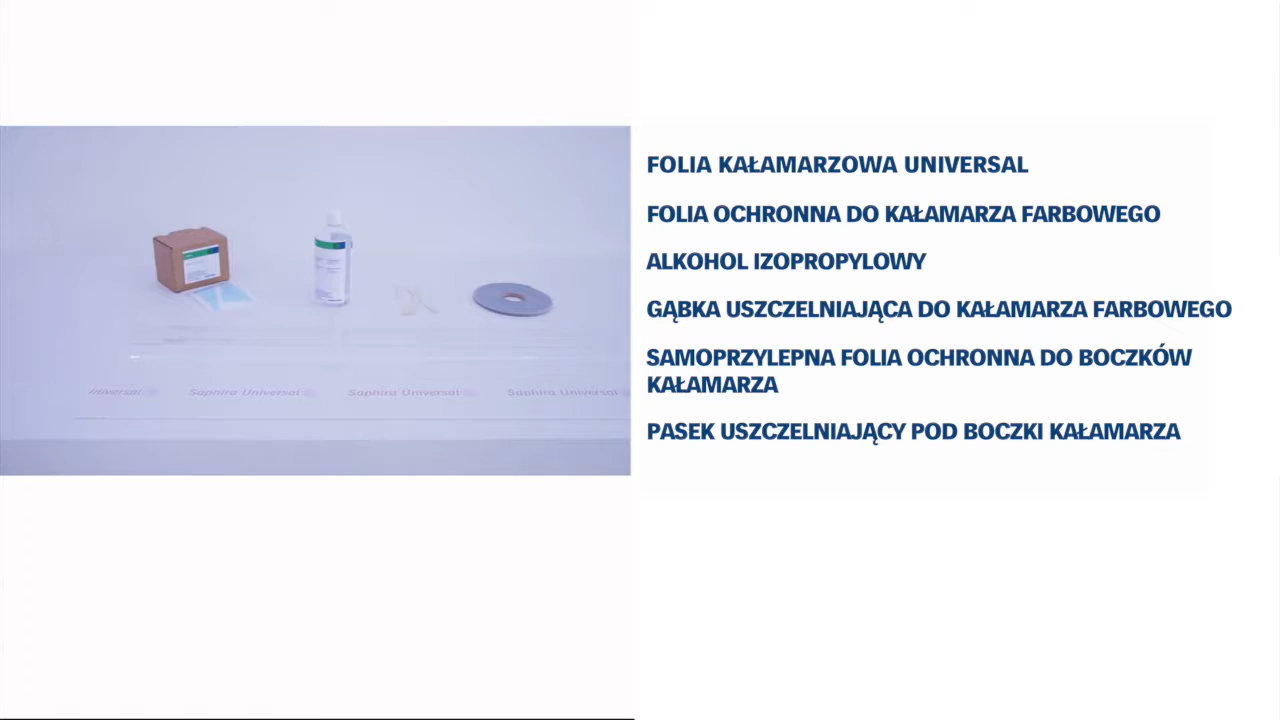 FOLIA KAŁAMARZOWA UNIVERSAL
FOLIA OCHRONNA DO KAŁAMARZA FARBOWEGO
ALKOHOL IZOPROPYLOWY
GĄBKA USZCZELNIAJĄCA DO KAŁAMARZA FARBOWEGO
SAMOPRZYLEPNA FOLIA OCHRONNA DO BOCZKÓW
KAŁAMARZA
PASEK USZCZELNIAJĄCY POD BOCZKI KAŁAMARZA
niversal Saphira Universal Saphira Universal Saphira Universal